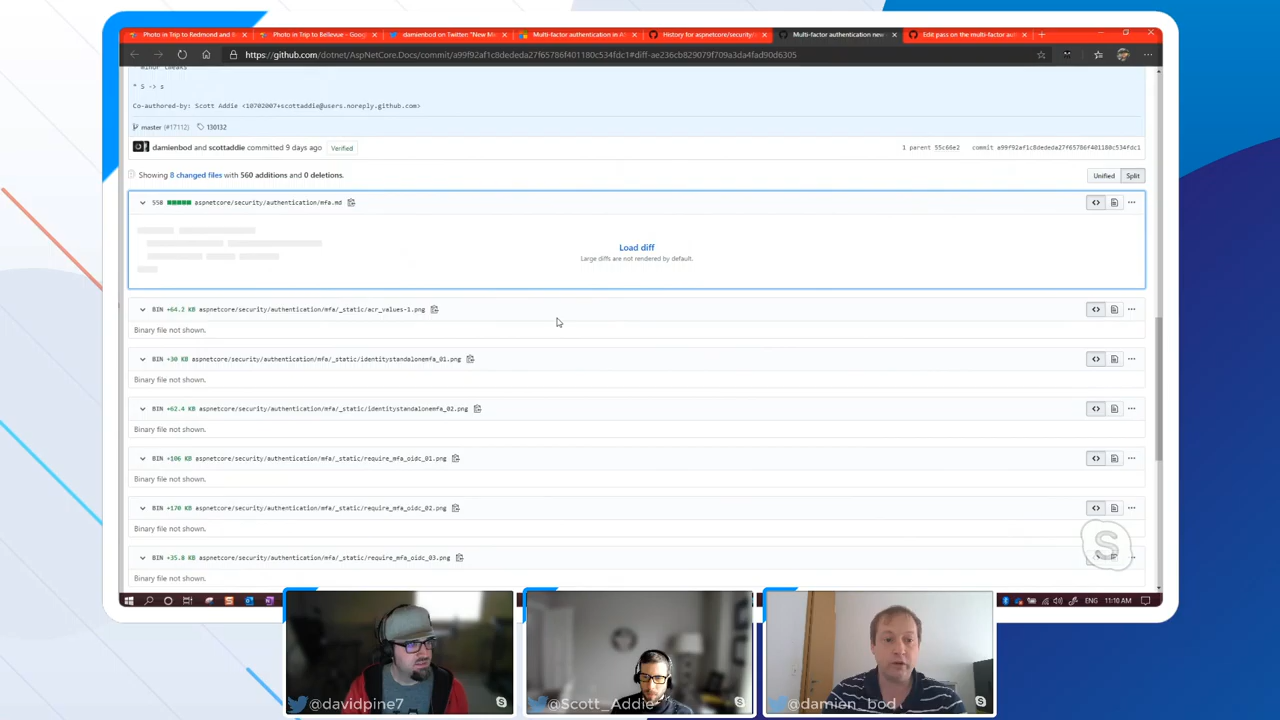 Photo in Trip to Redmond and B
Photo in Trip to Bellevue - Googl
damienbod on Twitter: "New Mi
Multi-factor authentication in AS
History for aspnetcore/security/
Multi-factor authentication new
Edit pass on the multi-factor aut
https://github.com/dotnet/AspNetCore.Docs/commit/a99f92af1c8dededa27f65786f401180c534fdc1#diff-ae236cb829079f709a3da4fad90d6305
minor tweaks
* S -> s
Co-authored-by: Scott Addie <10702007+scottaddie@users.noreply.github.com>
master (#17112) 130132
damienbod and scottaddie committed 9 days ago Verified 1 parent 55c66e2 commit a99f92af1c8dededa27f65786f401180c534fdc1
Showing 8 changed files with 560 additions and 0 deletions. Unified Split
558 aspnetcore/security/authentication/mfa.md
Load diff
Large diffs are not rendered by default.
BIN +64.2 KB aspnetcore/security/authentication/mfa/_static/acr_values-1.png
Binary file not shown.
BIN +30 KB aspnetcore/security/authentication/mfa/_static/identitystandalonemfa_01.png
Binary file not shown.
BIN +62.4 KB aspnetcore/security/authentication/mfa/_static/identitystandalonemfa_02.png
Binary file not shown.
BIN +106 KB aspnetcore/security/authentication/mfa/_static/require_mfa_oidc_01.png
Binary file not shown.
BIN +170 KB aspnetcore/security/authentication/mfa/_static/require_mfa_oidc_02.png
Binary file not shown.
BIN +35.8 KB aspnetcore/security/authentication/mfa/_static/require_mfa_oidc_03.png
Binary file not shown.
ENG 11:10 AM
@davidpine7
@Scott_Addie
@damien_bod